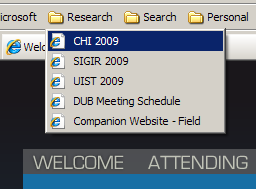 icrosoft Research Search Personal
Welc
CHI 2009
SIGIR 2009
UIST 2009
DUB Meeting Schedule
Companion Website - Field
WELCOME ATTENDING